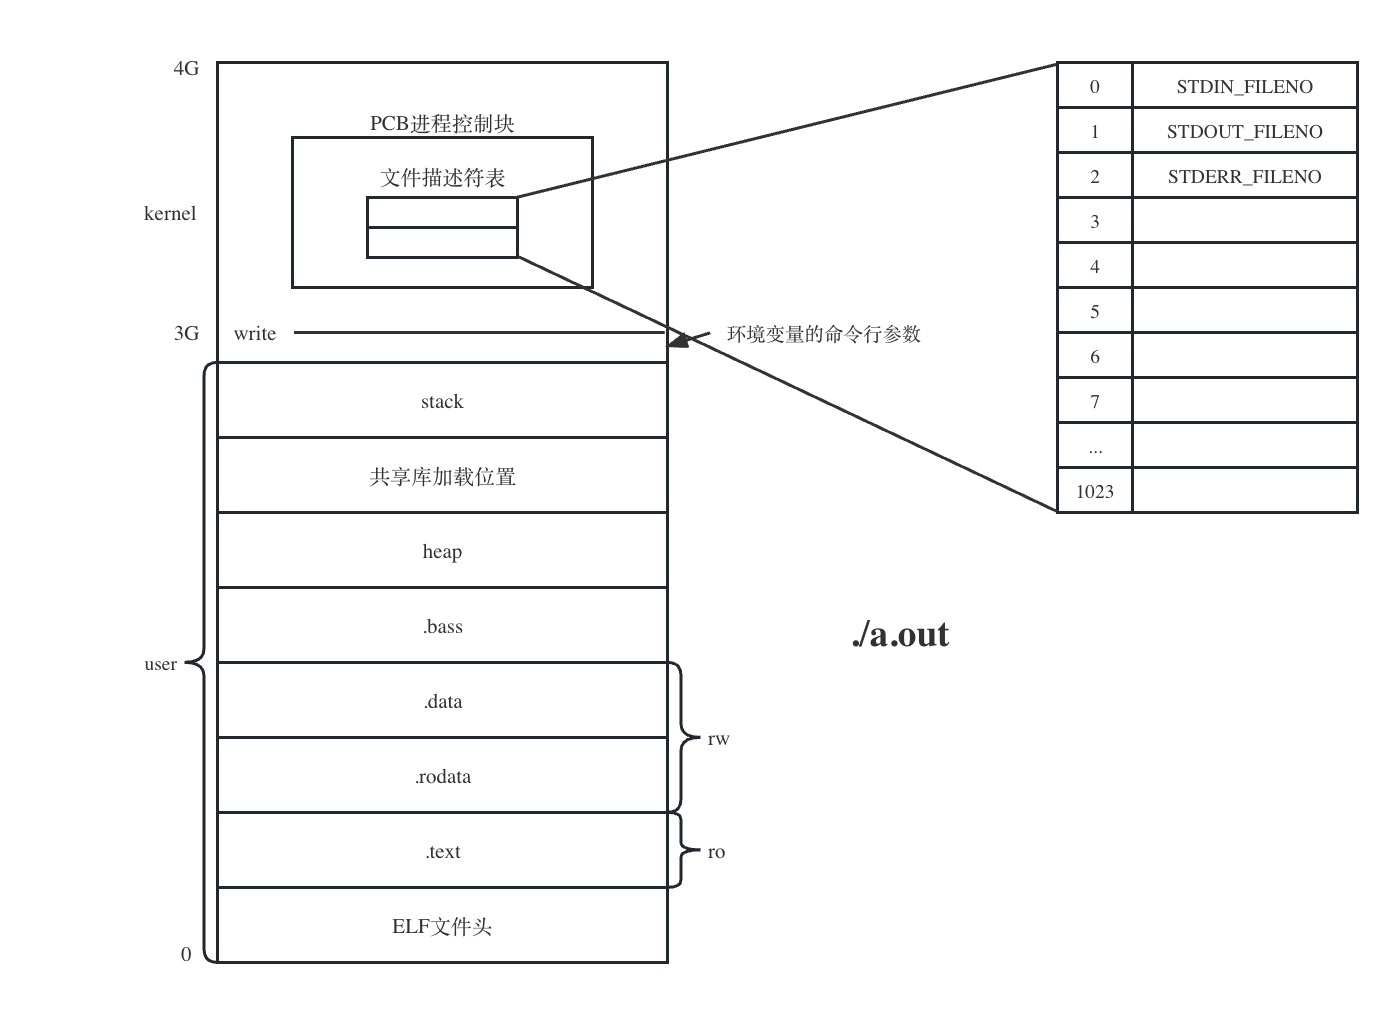 4G
PCB进程控制块
文件描述符表
kernel
3G
write
环境变量的命令行参数
stack
共享库加载位置
heap
.bass
user
.data
rw
.rodata
.text
ro
ELF文件头
0
0 STDIN_FILENO
1 STDOUT_FILENO
2 STDERR_FILENO
3
4
5
6
7
...
1023
./a.out